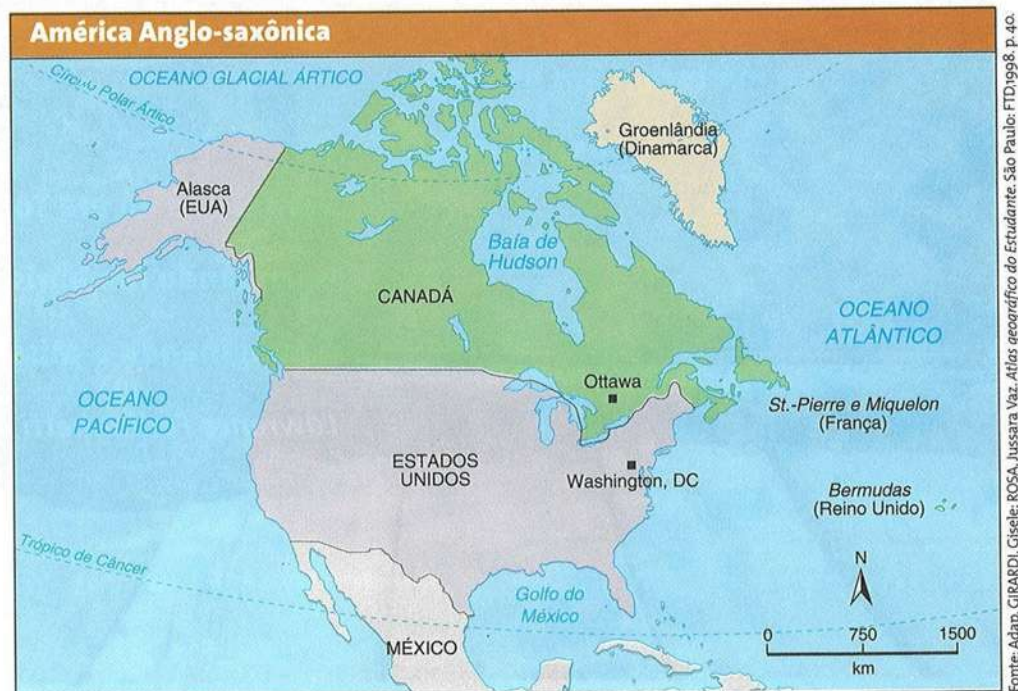 América Anglo-saxônica
OCEANO GLACIAL ÁRTICO
Círculo Polar Ártico
Groenlândia
(Dinamarca)
Alasca
(EUA)
Baía de
Hudson
CANADÁ
OCEANO
ATLÂNTICO
OCEANO
PACÍFICO
Ottawa
St.-Pierre e Miquelon
(França)
ESTADOS
UNIDOS
Washington, DC
Bermudas
(Reino Unido)
Trópico de Câncer
Golfo do
México
MÉXICO
N
0 750 1500
km
Fonte: Adap. GIRARDI, Gisele; ROSA, Jussara Vaz. Atlas geográfico do Estudante. São Paulo: FTD,1998. p.40.